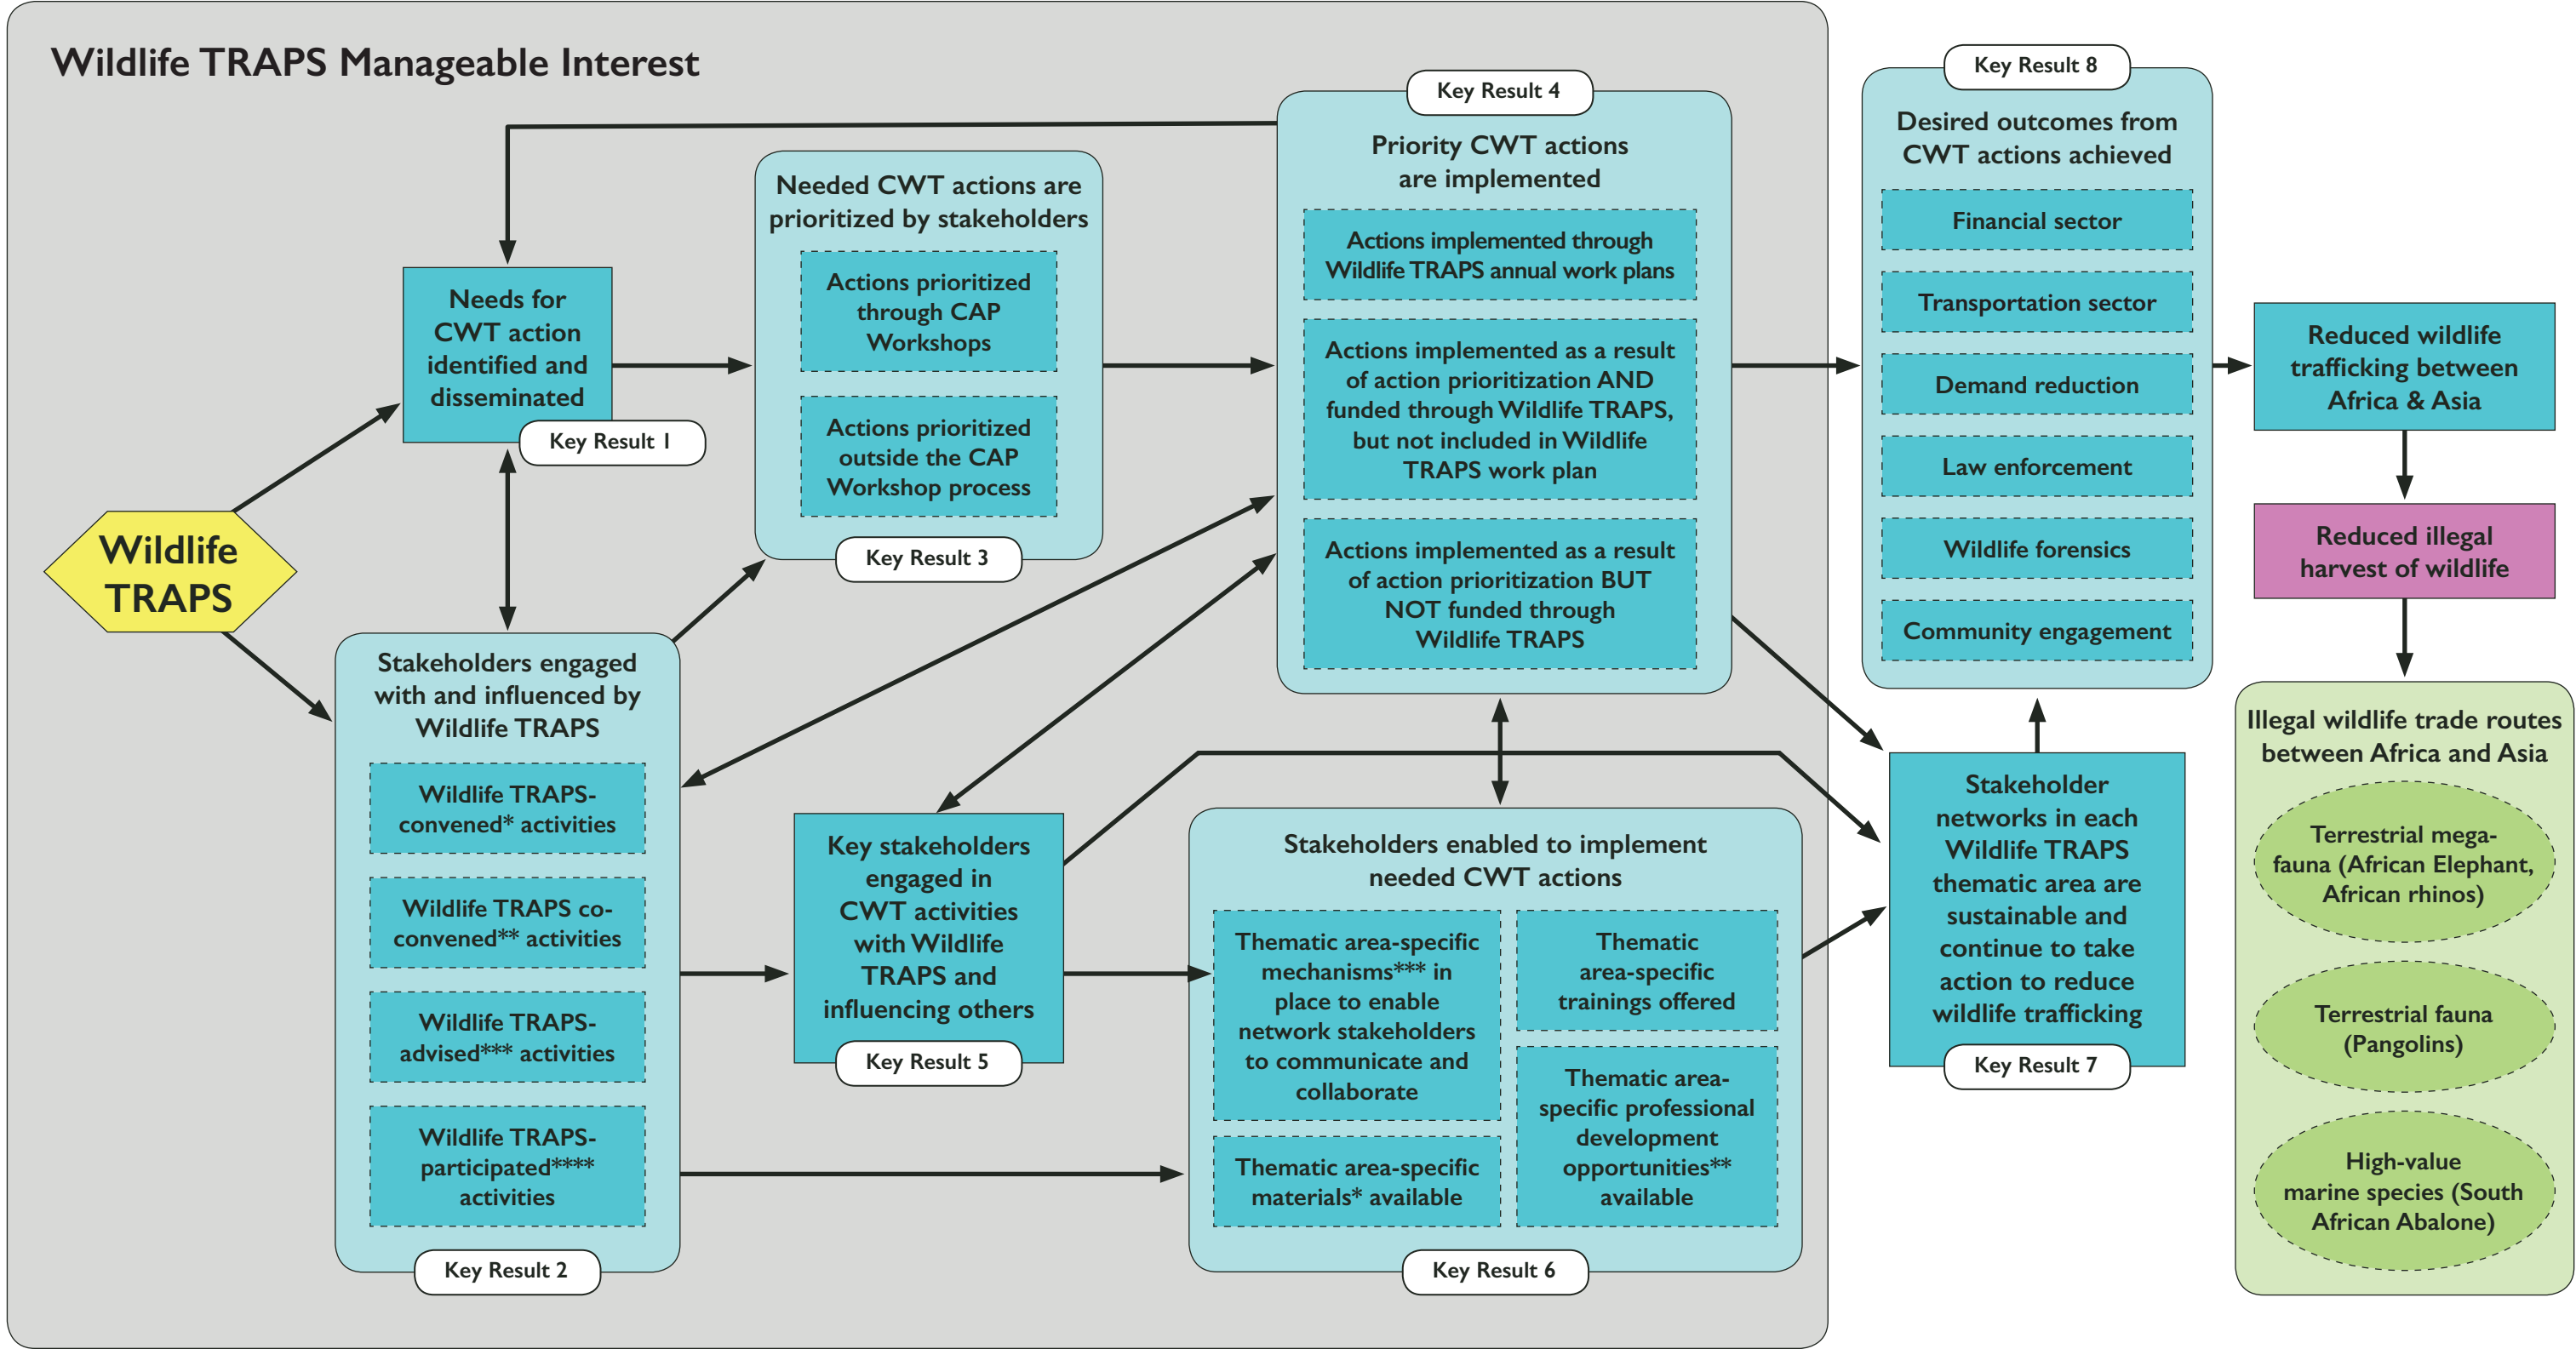 Wildlife TRAPS Manageable Interest
Wildlife
TRAPS
Needs for
CWT action
identified and
disseminated
Key Result 1
Stakeholders engaged
with and influenced by
Wildlife TRAPS
Wildlife TRAPS-
convened* activities
Wildlife TRAPS co-
convened** activities
Wildlife TRAPS-
advised*** activities
Wildlife TRAPS-
participated****
activities
Key Result 2
Needed CWT actions are
prioritized by stakeholders
Actions prioritized
through CAP
Workshops
Actions prioritized
outside the CAP
Workshop process
Key Result 3
Key Result 4
Priority CWT actions
are implemented
Actions implemented through
Wildlife TRAPS annual work plans
Actions implemented as a result
of action prioritization AND
funded through Wildlife TRAPS,
but not included in Wildlife
TRAPS work plan
Actions implemented as a result
of action prioritization BUT
NOT funded through
Wildlife TRAPS
Key stakeholders
engaged in
CWT activities
with Wildlife
TRAPS and
influencing others
Key Result 5
Stakeholders enabled to implement
needed CWT actions
Thematic area-specific
mechanisms*** in
place to enable
network stakeholders
to communicate and
collaborate
Thematic area-specific
materials* available
Thematic
area-specific
trainings offered
Thematic area-
specific professional
development
opportunities**
available
Key Result 6
Stakeholder
networks in each
Wildlife TRAPS
thematic area are
sustainable and
continue to take
action to reduce
wildlife trafficking
Key Result 7
Key Result 8
Desired outcomes from
CWT actions achieved
Financial sector
Transportation sector
Demand reduction
Law enforcement
Wildlife forensics
Community engagement
Reduced wildlife
trafficking between
Africa & Asia
Reduced illegal
harvest of wildlife
Illegal wildlife trade routes
between Africa and Asia
Terrestrial mega-
fauna (African Elephant,
African rhinos)
Terrestrial fauna
(Pangolins)
High-value
marine species (South
African Abalone)